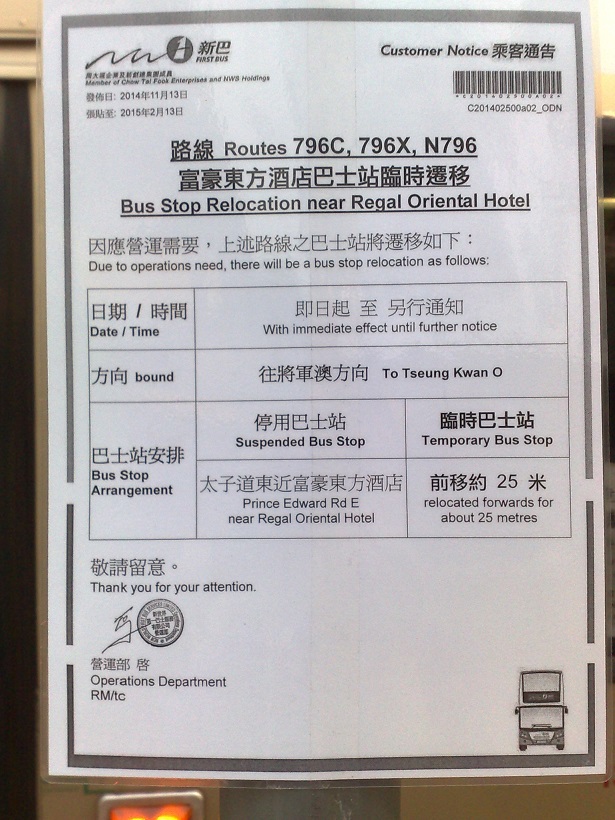 新巴
FIRST BUS
周大福企業及新創建集團成員
Member of Chow Tai Fook Enterprises and NWS Holdings
Customer Notice 乘客通告
發佈日: 2014年11月13日
張貼至: 2015年2月13日
C201402500a02_ODN
路線 Routes 796C, 796X, N796
富豪東方酒店巴士站臨時遷移
Bus Stop Relocation near Regal Oriental Hotel
因應營運需要，上述路線之巴士站將遷移如下：
Due to operations need, there will be a bus stop relocation as follows:
日期 / 時間
Date / Time
即日起 至 另行通知
With immediate effect until further notice
方向 bound
往將軍澳方向 To Tseung Kwan O
巴士站安排
Bus Stop
Arrangement
停用巴士站
Suspended Bus Stop
臨時巴士站
Temporary Bus Stop
太子道東近富豪東方酒店
Prince Edward Rd E
near Regal Oriental Hotel
前移約 25 米
relocated forwards for
about 25 metres
敬請留意。
Thank you for your attention.
營運部 啓
Operations Department
RM/tc